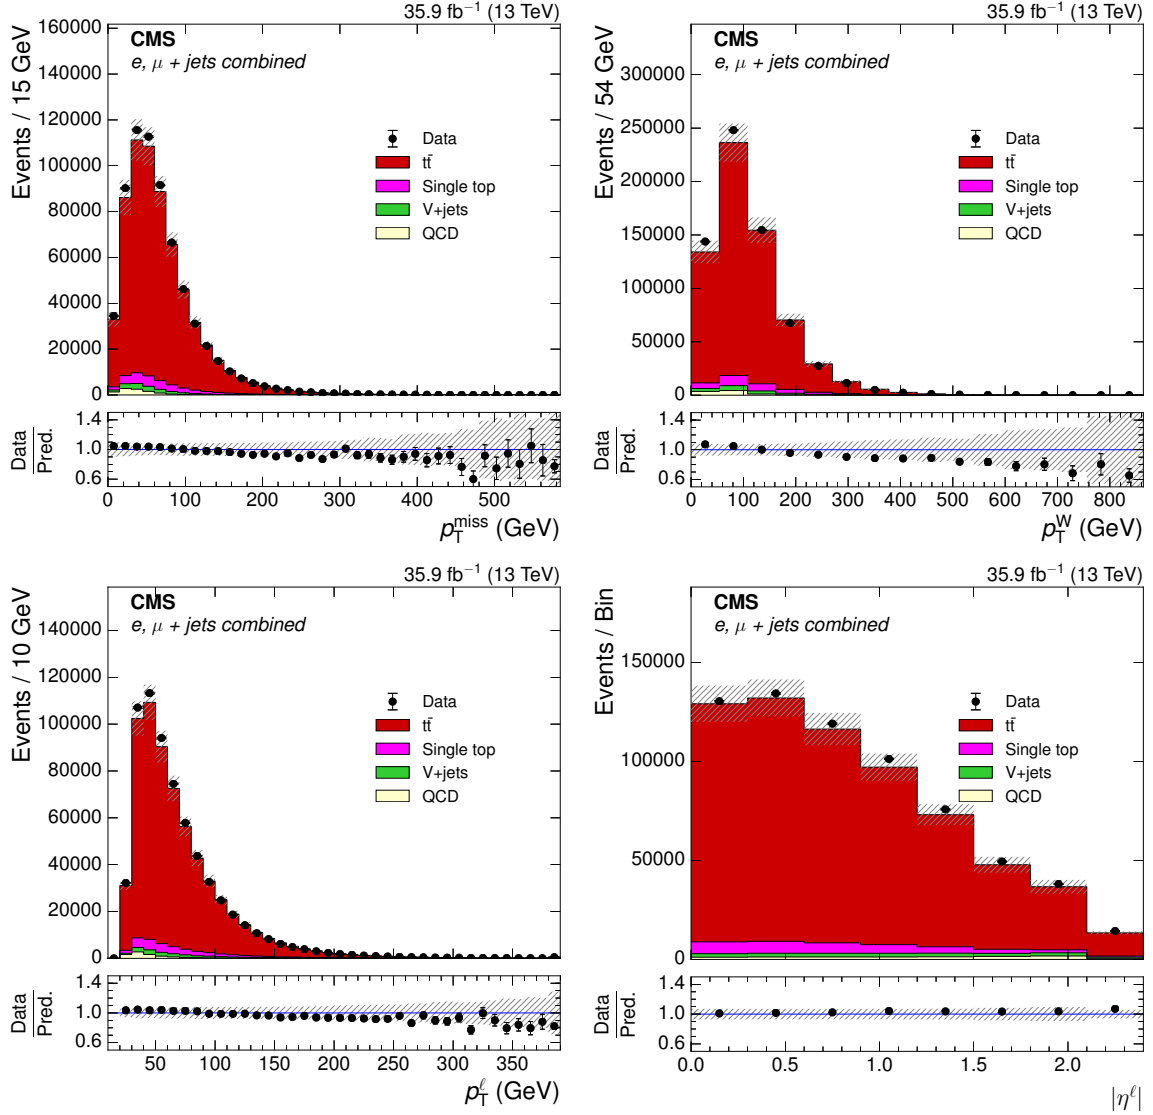 35.9 fb⁻¹ (13 TeV)
CMS
e, μ + jets combined
Events / 15 GeV
160000
140000
120000
100000
80000
60000
40000
20000
0
Data
tt̄
Single top
V+jets
QCD
Data
Pred.
1.4
1.0
0.6
0 100 200 300 400 500
p_T^miss (GeV)
35.9 fb⁻¹ (13 TeV)
CMS
e, μ + jets combined
Events / 54 GeV
300000
250000
200000
150000
100000
50000
0
Data
tt̄
Single top
V+jets
QCD
Data
Pred.
1.4
1.0
0.6
0 100 200 300 400 500 600 700 800
p_T^W (GeV)
35.9 fb⁻¹ (13 TeV)
CMS
e, μ + jets combined
Events / 10 GeV
140000
120000
100000
80000
60000
40000
20000
0
Data
tt̄
Single top
V+jets
QCD
Data
Pred.
1.4
1.0
0.6
50 100 150 200 250 300 350
p_T^ℓ (GeV)
35.9 fb⁻¹ (13 TeV)
CMS
e, μ + jets combined
Events / Bin
150000
100000
50000
0
Data
tt̄
Single top
V+jets
QCD
Data
Pred.
1.4
1.0
0.6
0.0 0.5 1.0 1.5 2.0
|η^ℓ|